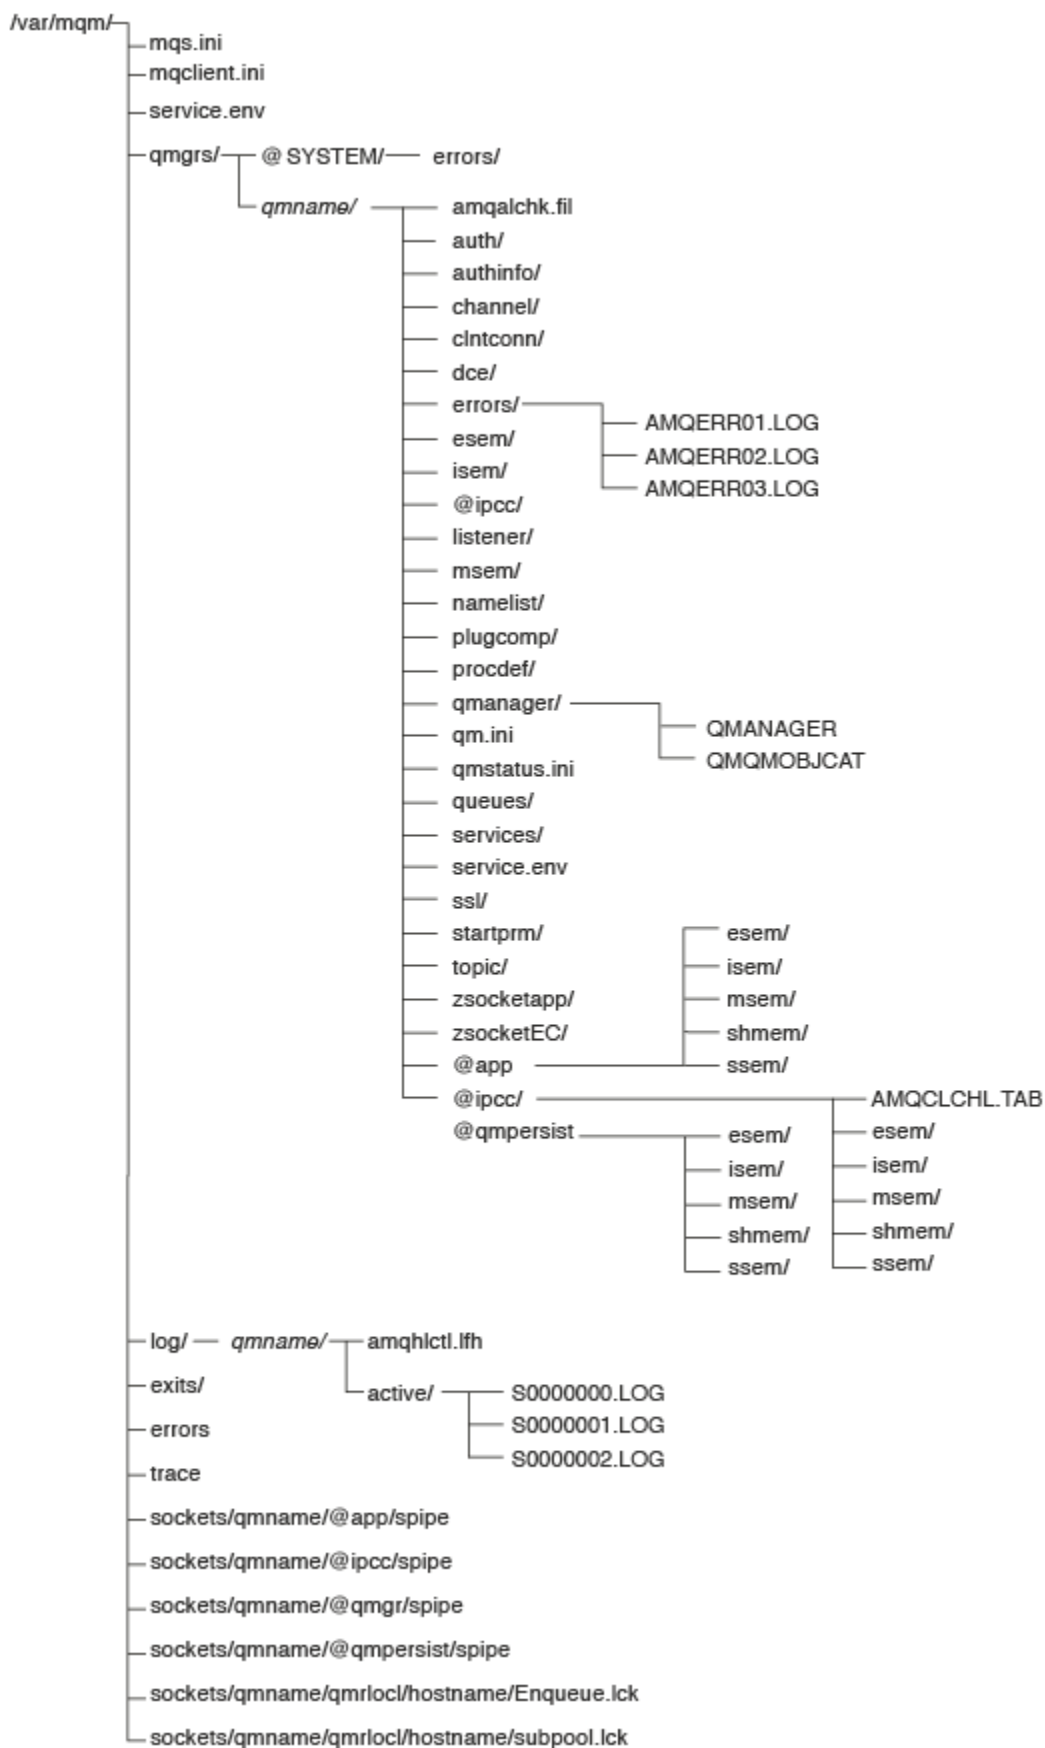 /var/mqm/
mqs.ini
mqclient.ini
service.env
qmgrs/ @SYSTEM/ errors/
qmname/ amqalchk.fil
auth/
authinfo/
channel/
clntconn/
dce/
errors/
AMQERR01.LOG
esem/
AMQERR02.LOG
isem/
AMQERR03.LOG
@ipcc/
listener/
msem/
namelist/
plugcomp/
procdef/
qmanager/
QMANAGER
qm.ini
QMQMOBJCAT
qmstatus.ini
queues/
services/
service.env
ssl/
startprm/ esem/
topic/ isem/
zsocketapp/ msem/
zsocketEC/ shmem/
@app ssem/
@ipcc/ AMQCLCHL.TAB
@qmpersist esem/ esem/
isem/ isem/
msem/ msem/
shmem/ shmem/
ssem/ ssem/
log/ qmname/ amqhlctl.lfh
exits/ active/ S0000000.LOG
errors S0000001.LOG
S0000002.LOG
trace
sockets/qmname/@app/spipe
sockets/qmname/@ipcc/spipe
sockets/qmname/@qmgr/spipe
sockets/qmname/@qmpersist/spipe
sockets/qmname/qmrlocl/hostname/Enqueue.lck
sockets/qmname/qmrlocl/hostname/subpool.lck